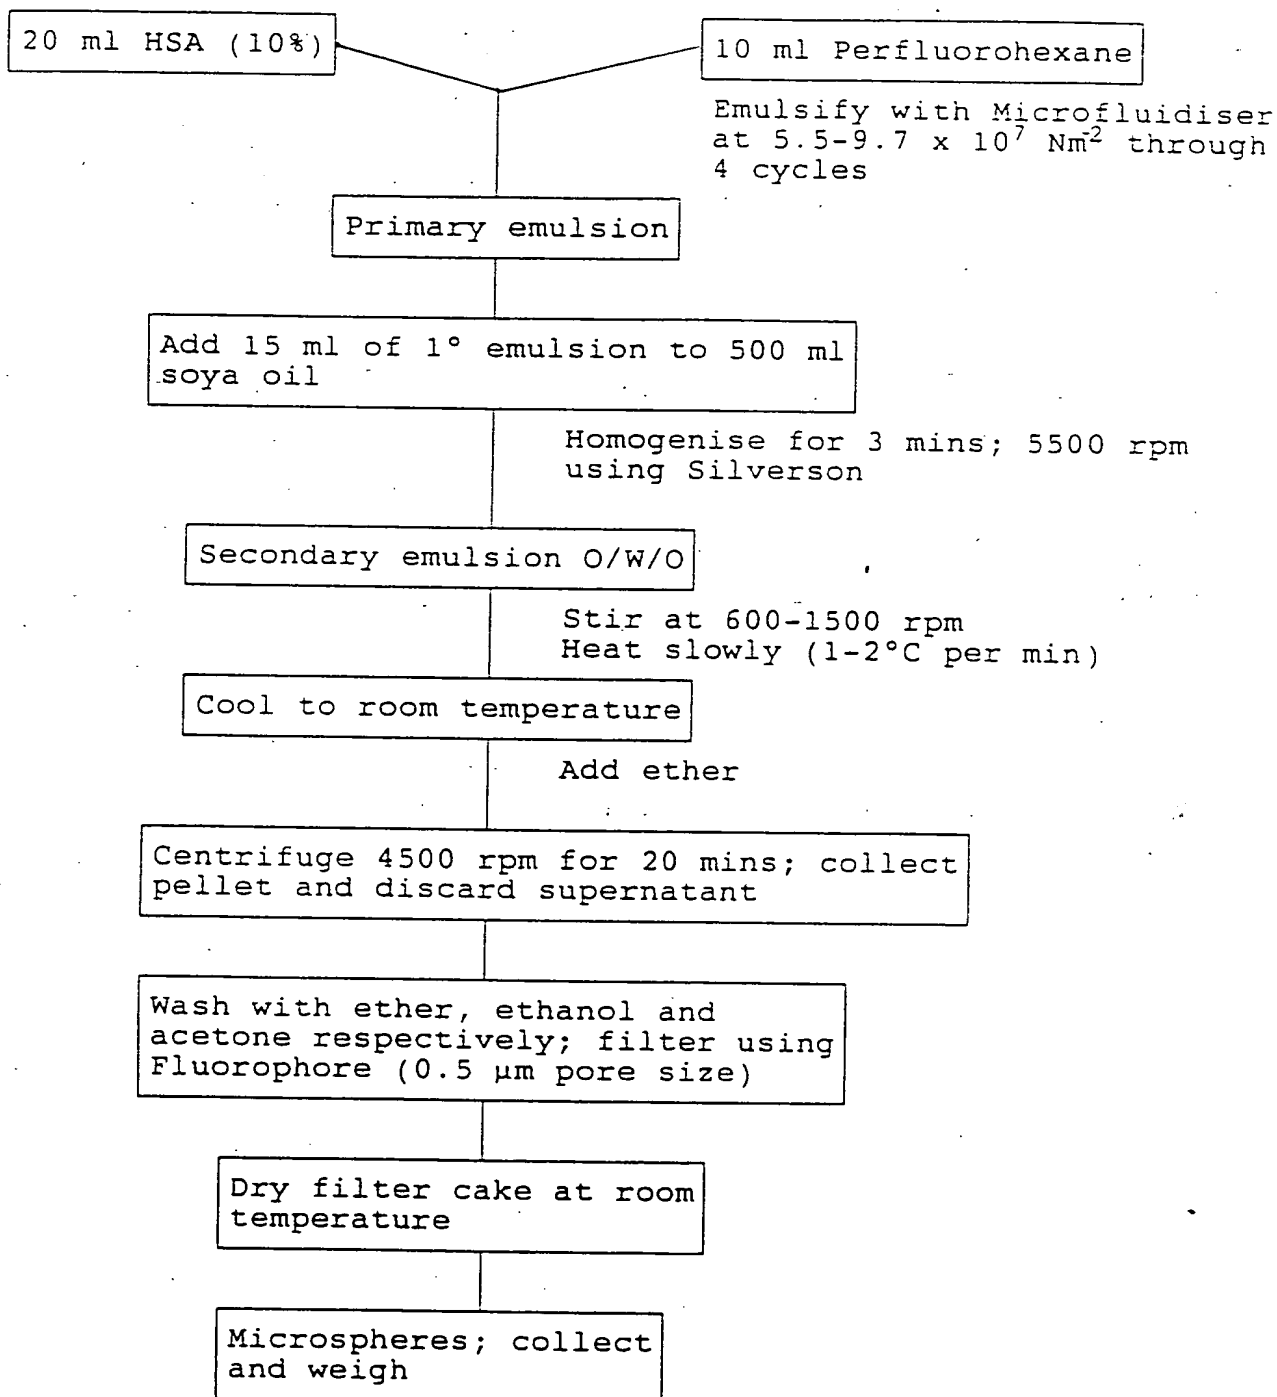 20 ml HSA (10%)
10 ml Perfluorohexane
Emulsify with Microfluidiser
at 5.5-9.7 x 10⁷ Nm⁻² through
4 cycles
Primary emulsion
Add 15 ml of 1° emulsion to 500 ml
soya oil
Homogenise for 3 mins; 5500 rpm
using Silverson
Secondary emulsion O/W/O
Stir at 600-1500 rpm
Heat slowly (1-2°C per min)
Cool to room temperature
Add ether
Centrifuge 4500 rpm for 20 mins; collect
pellet and discard supernatant
Wash with ether, ethanol and
acetone respectively; filter using
Fluorophore (0.5 µm pore size)
Dry filter cake at room
temperature
Microspheres; collect
and weigh